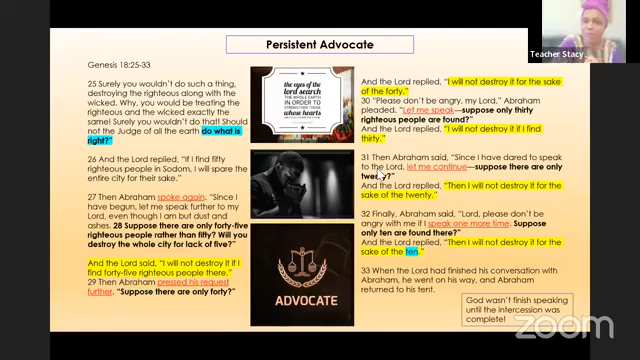 Persistent Advocate
Teacher Stacy
Genesis 18:25-33
25 Surely you wouldn't do such a thing,
destroying the righteous along with the
wicked. Why, you would be treating the
righteous and the wicked exactly the
same! Surely you wouldn't do that! Should
not the Judge of all the earth do what is
right?"
26 And the Lord replied, "If I find fifty
righteous people in Sodom, I will spare the
entire city for their sake."
27 Then Abraham spoke again. "Since I
have begun, let me speak further to my
Lord, even though I am but dust and
ashes. 28 Suppose there are only forty-five
righteous people rather than fifty? Will you
destroy the whole city for lack of five?"
And the Lord said, "I will not destroy it if I
find forty-five righteous people there."
29 Then Abraham pressed his request
further. "Suppose there are only forty?"
the eyes of the
lord search
THE WHOLE EARTH
IN ORDER TO
STRENGTHEN THOSE
whose hearts
ADVOCATE
And the Lord replied, "I will not destroy it for the sake
of the forty."
30 "Please don't be angry, my Lord," Abraham
pleaded. "Let me speak—suppose only thirty
righteous people are found?"
And the Lord replied, "I will not destroy it if I find
thirty."
31 Then Abraham said, "Since I have dared to speak
to the Lord, let me continue—suppose there are only
twenty?"
And the Lord replied, "Then I will not destroy it for the
sake of the twenty."
32 Finally, Abraham said, "Lord, please don't be
angry with me if I speak one more time. Suppose
only ten are found there?"
And the Lord replied, "Then I will not destroy it for the
sake of the ten."
33 When the Lord had finished his conversation with
Abraham, he went on his way, and Abraham
returned to his tent.
God wasn't finish speaking
until the intercession was
complete!
zoom